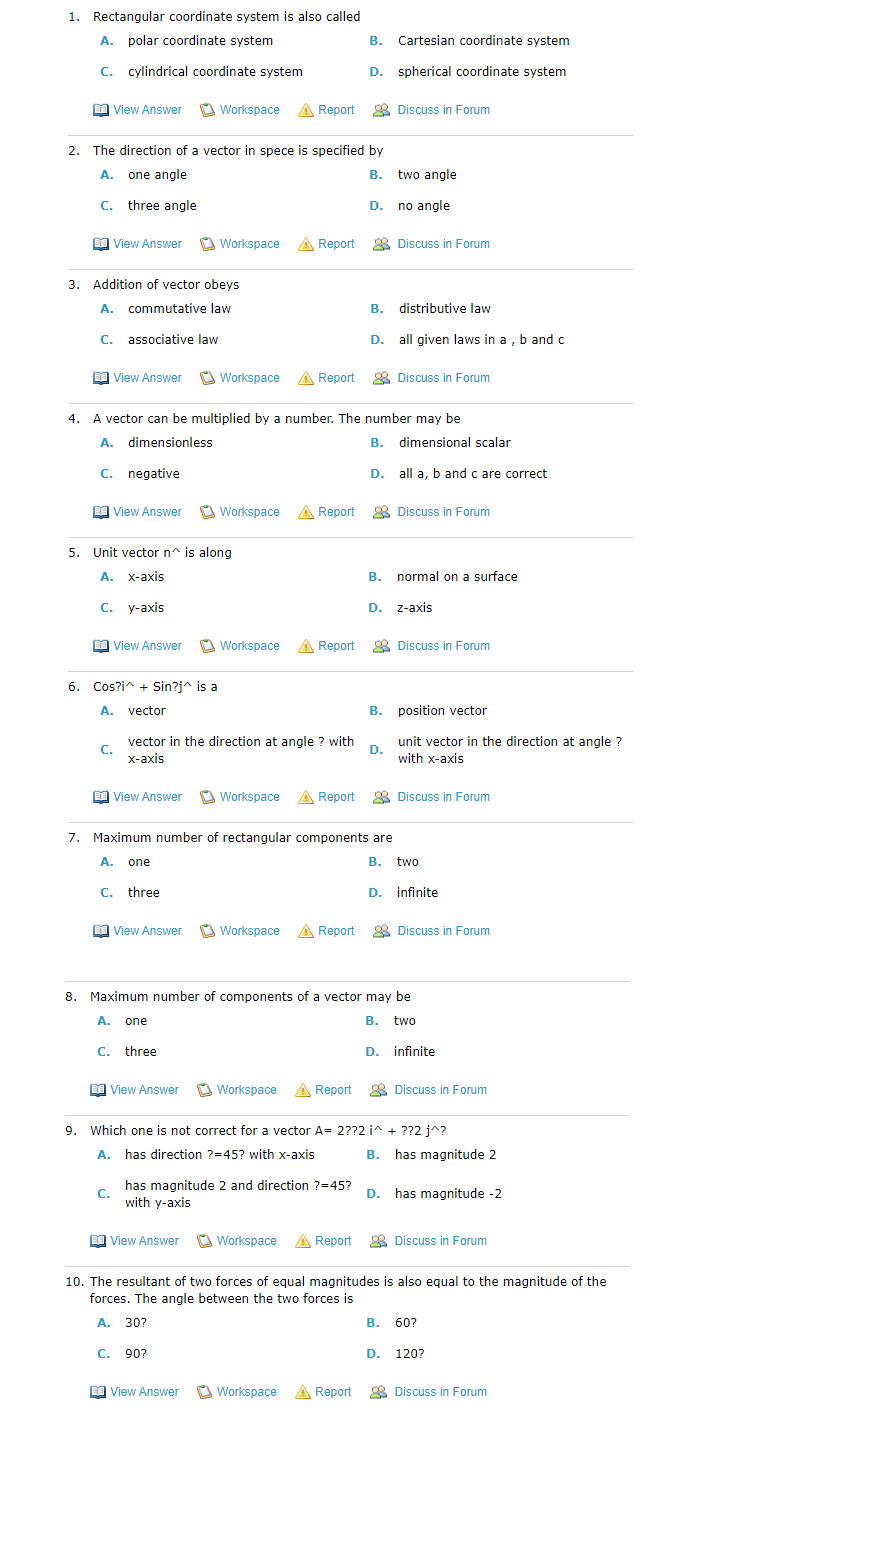 1. Rectangular coordinate system is also called
A. polar coordinate system B. Cartesian coordinate system
C. cylindrical coordinate system D. spherical coordinate system
View Answer Workspace Report Discuss in Forum
2. The direction of a vector in spece is specified by
A. one angle B. two angle
C. three angle D. no angle
View Answer Workspace Report Discuss in Forum
3. Addition of vector obeys
A. commutative law B. distributive law
C. associative law D. all given laws in a , b and c
View Answer Workspace Report Discuss in Forum
4. A vector can be multiplied by a number. The number may be
A. dimensionless B. dimensional scalar
C. negative D. all a, b and c are correct
View Answer Workspace Report Discuss in Forum
5. Unit vector n^ is along
A. x-axis B. normal on a surface
C. y-axis D. z-axis
View Answer Workspace Report Discuss in Forum
6. Cos?i^ + Sin?j^ is a
A. vector B. position vector
C. vector in the direction at angle ? with
x-axis
D. unit vector in the direction at angle ?
with x-axis
View Answer Workspace Report Discuss in Forum
7. Maximum number of rectangular components are
A. one B. two
C. three D. infinite
View Answer Workspace Report Discuss in Forum
8. Maximum number of components of a vector may be
A. one B. two
C. three D. infinite
View Answer Workspace Report Discuss in Forum
9. Which one is not correct for a vector A= 2??2 i^ + ??2 j^?
A. has direction ?=45? with x-axis B. has magnitude 2
C. has magnitude 2 and direction ?=45?
with y-axis
D. has magnitude -2
View Answer Workspace Report Discuss in Forum
10. The resultant of two forces of equal magnitudes is also equal to the magnitude of the
forces. The angle between the two forces is
A. 30? B. 60?
C. 90? D. 120?
View Answer Workspace Report Discuss in Forum